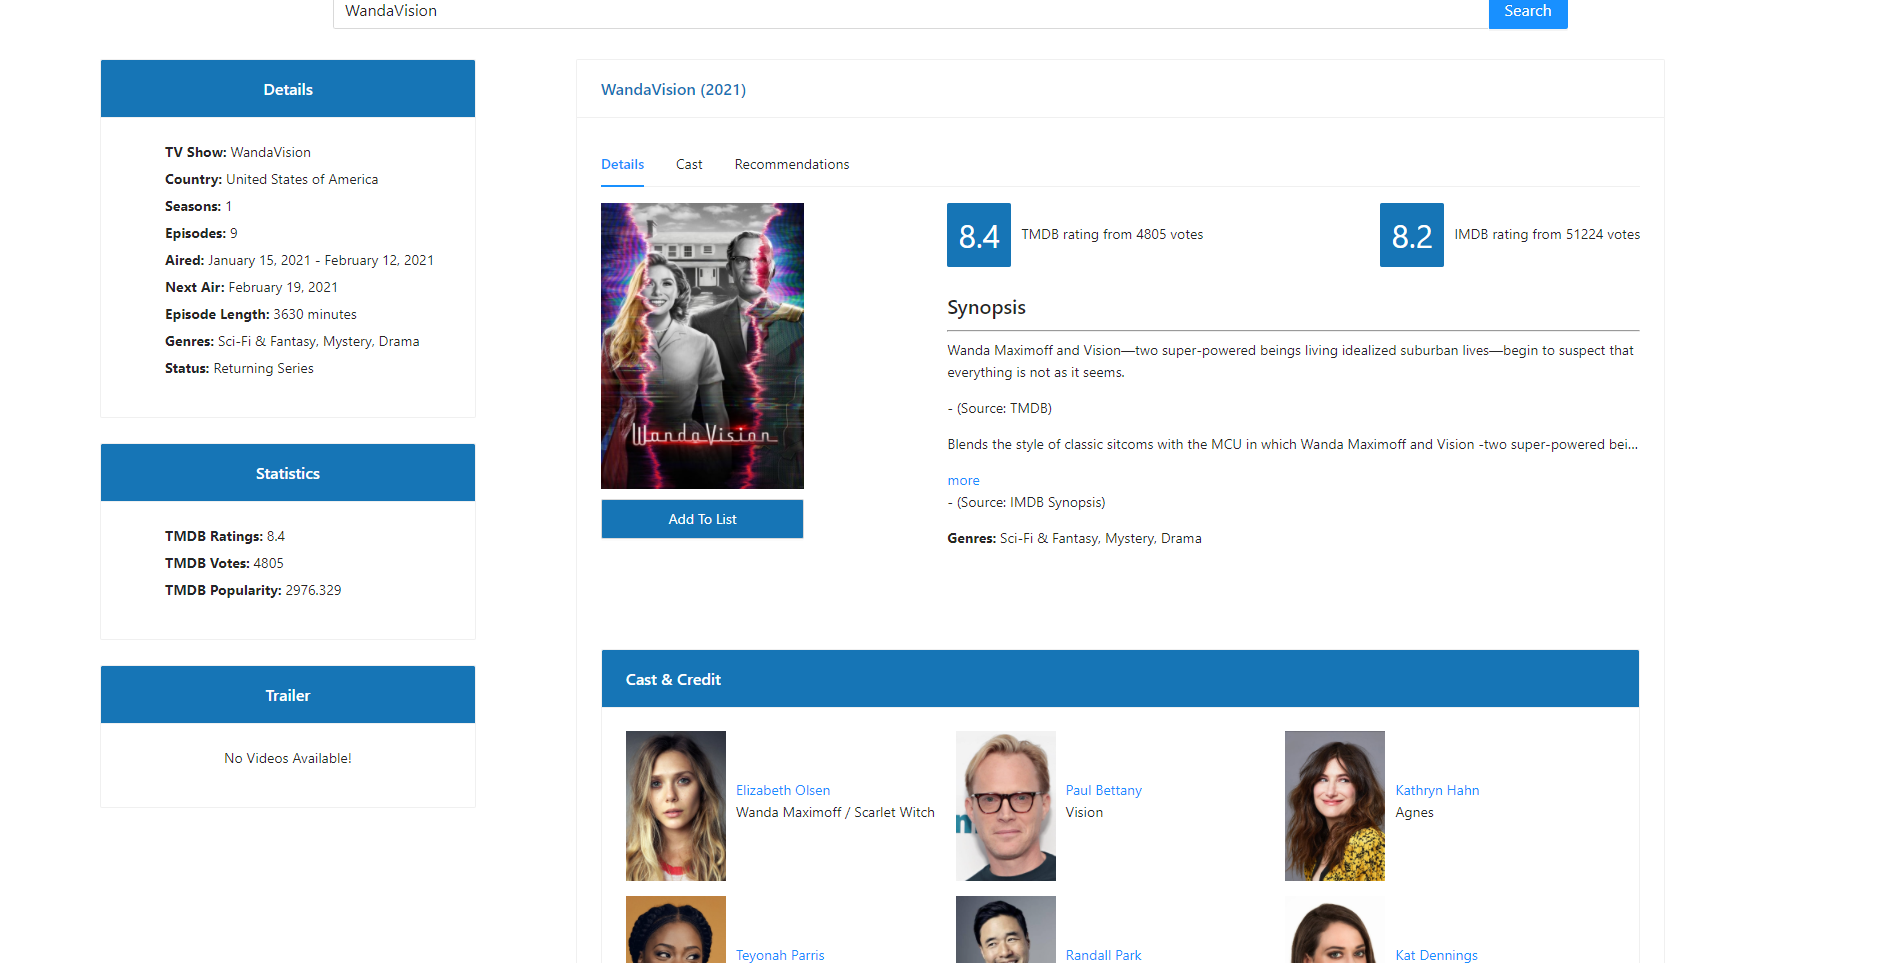 WandaVision
Search
Details
TV Show: WandaVision
Country: United States of America
Seasons: 1
Episodes: 9
Aired: January 15, 2021 - February 12, 2021
Next Air: February 19, 2021
Episode Length: 3630 minutes
Genres: Sci-Fi & Fantasy, Mystery, Drama
Status: Returning Series
Statistics
TMDB Ratings: 8.4
TMDB Votes: 4805
TMDB Popularity: 2976.329
Trailer
No Videos Available!
WandaVision (2021)
Details
Cast
Recommendations
WandaVision
Add To List
8.4
TMDB rating from 4805 votes
8.2
IMDB rating from 51224 votes
Synopsis
Wanda Maximoff and Vision—two super-powered beings living idealized suburban lives—begin to suspect that
everything is not as it seems.
- (Source: TMDB)
Blends the style of classic sitcoms with the MCU in which Wanda Maximoff and Vision -two super-powered bei...
more
- (Source: IMDB Synopsis)
Genres: Sci-Fi & Fantasy, Mystery, Drama
Cast & Credit
Elizabeth Olsen
Wanda Maximoff / Scarlet Witch
Paul Bettany
Vision
Kathryn Hahn
Agnes
Teyonah Parris
Randall Park
Kat Dennings